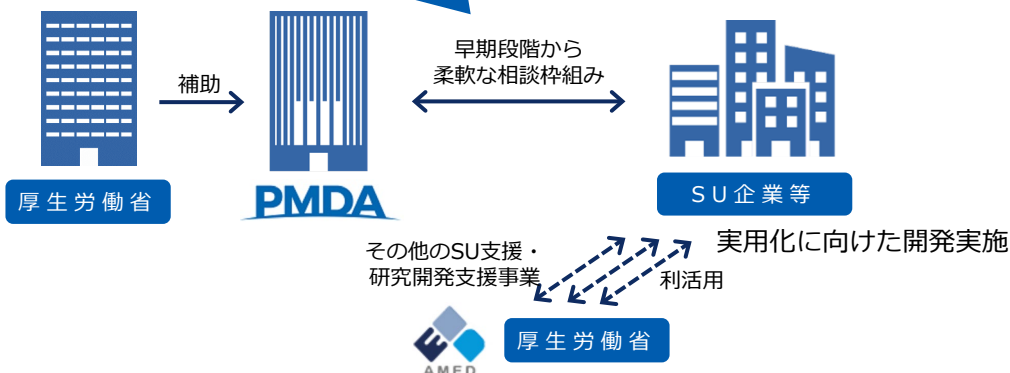 補助
早期段階から
柔軟な相談枠組み
厚生労働省
PMDA
SU企業等
実用化に向けた開発実施
その他のSU支援・
研究開発支援事業
利活用
厚生労働省
AMED